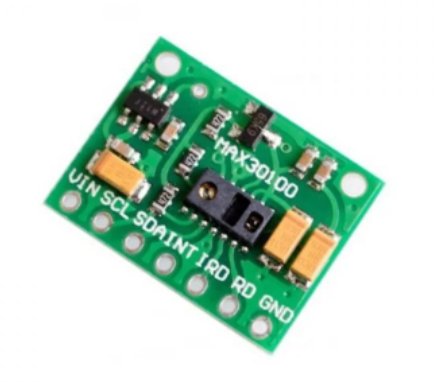 MAX30100
VIN SCL SDA INT IRD RD GND